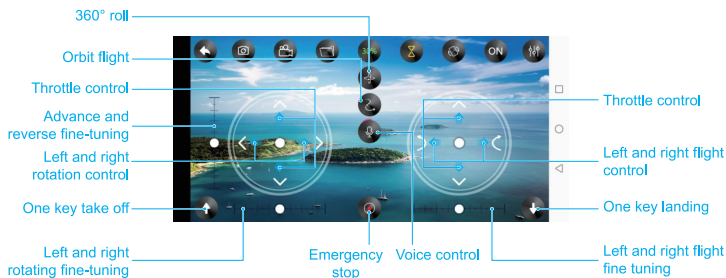 360° roll
Orbit flight
Throttle control
Advance and
reverse fine-tuning
Left and right
rotation control
One key take off
Left and right
rotating fine-tuning
38%
ON
Emergency
stop
Voice control
Throttle control
Left and right flight
control
One key landing
Left and right flight
fine tuning